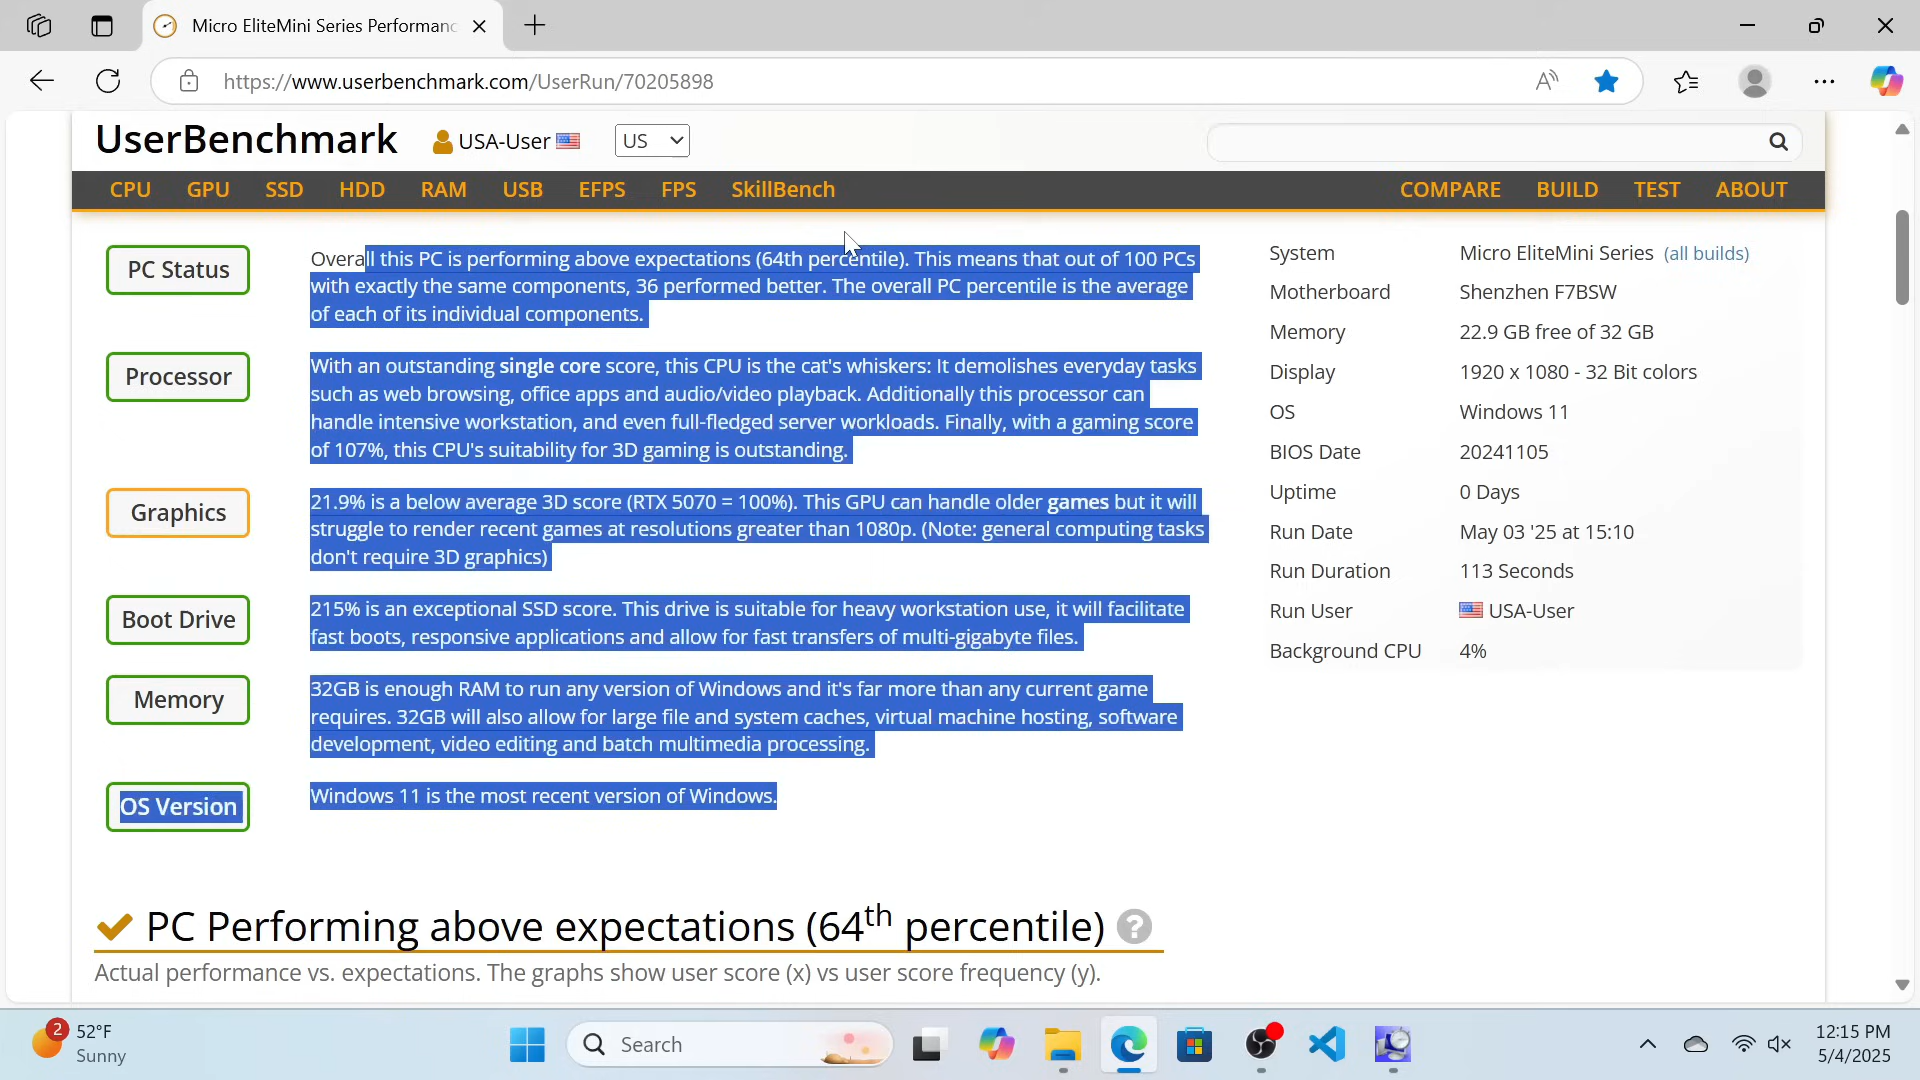 Micro EliteMini Series Performanc
https://www.userbenchmark.com/UserRun/70205898
UserBenchmark
USA-User
US
CPU GPU SSD HDD RAM USB EFPS FPS SkillBench
COMPARE BUILD TEST ABOUT
PC Status
Overall this PC is performing above expectations (64th percentile). This means that out of 100 PCs
with exactly the same components, 36 performed better. The overall PC percentile is the average
of each of its individual components.
Processor
With an outstanding single core score, this CPU is the cat's whiskers: It demolishes everyday tasks
such as web browsing, office apps and audio/video playback. Additionally this processor can
handle intensive workstation, and even full-fledged server workloads. Finally, with a gaming score
of 107%, this CPU's suitability for 3D gaming is outstanding.
Graphics
21.9% is a below average 3D score (RTX 5070 = 100%). This GPU can handle older games but it will
struggle to render recent games at resolutions greater than 1080p. (Note: general computing tasks
don't require 3D graphics)
Boot Drive
215% is an exceptional SSD score. This drive is suitable for heavy workstation use, it will facilitate
fast boots, responsive applications and allow for fast transfers of multi-gigabyte files.
Memory
32GB is enough RAM to run any version of Windows and it's far more than any current game
requires. 32GB will also allow for large file and system caches, virtual machine hosting, software
development, video editing and batch multimedia processing.
OS Version
Windows 11 is the most recent version of Windows.
System Micro EliteMini Series (all builds)
Motherboard Shenzhen F7BSW
Memory 22.9 GB free of 32 GB
Display 1920 x 1080 - 32 Bit colors
OS Windows 11
BIOS Date 20241105
Uptime 0 Days
Run Date May 03 '25 at 15:10
Run Duration 113 Seconds
Run User USA-User
Background CPU 4%
PC Performing above expectations (64th percentile) ?
Actual performance vs. expectations. The graphs show user score (x) vs user score frequency (y).
2
52°F
Sunny
Search
12:15 PM
5/4/2025